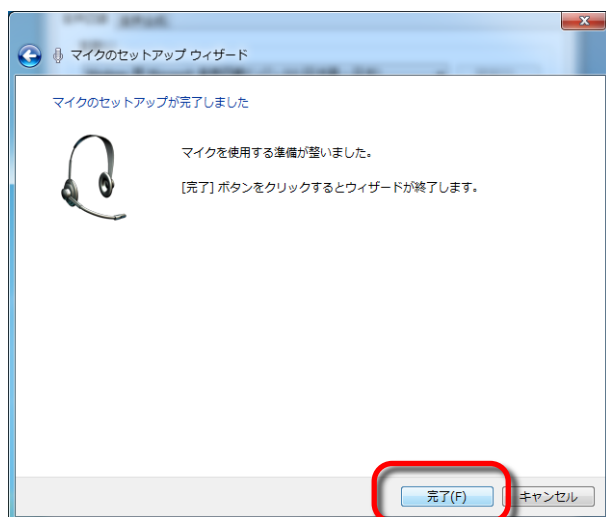 マイクのセットアップ ウィザード
マイクのセットアップが完了しました
マイクを使用する準備が整いました。
[完了] ボタンをクリックするとウィザードが終了します。
完了(F)
キャンセル